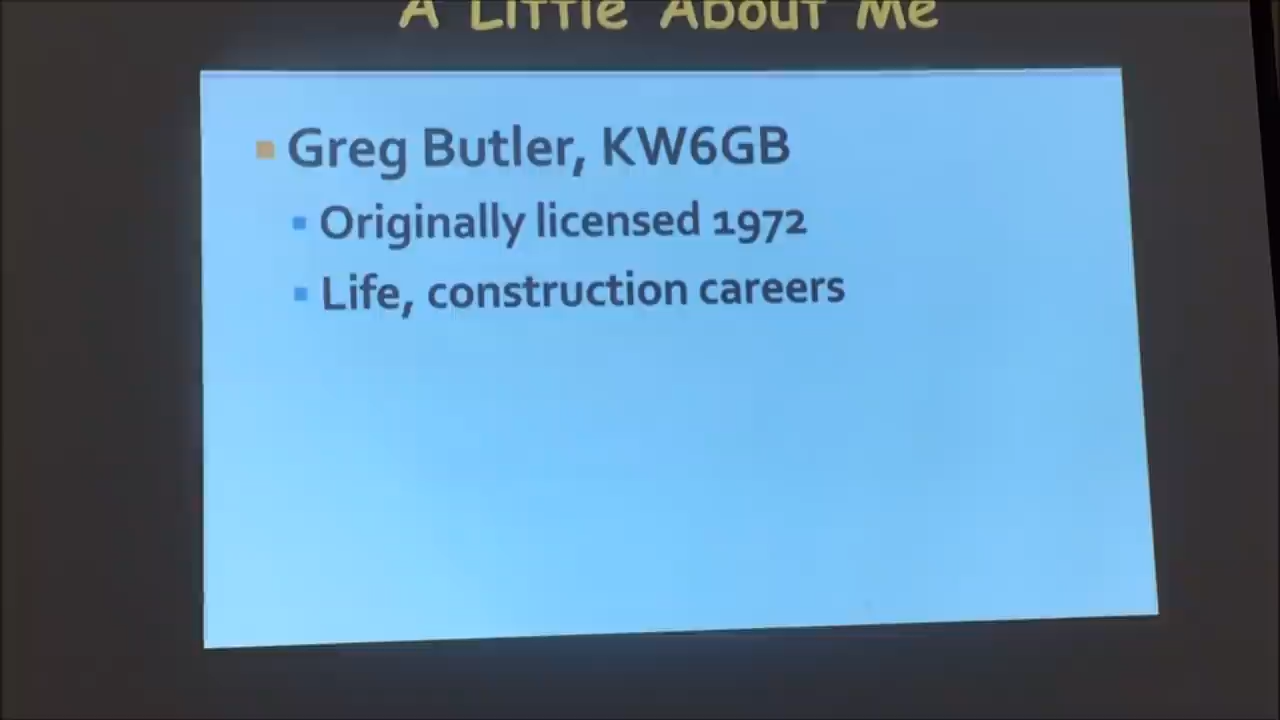 A Little About Me
Greg Butler, KW6GB
Originally licensed 1972
Life, construction careers